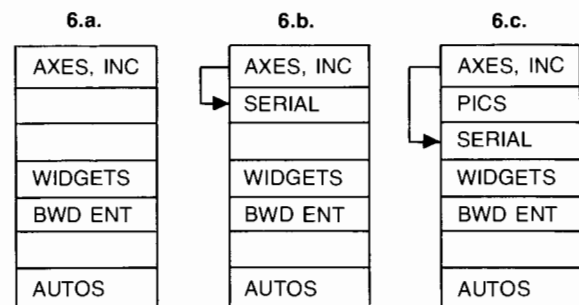 6.a.
AXES, INC
WIDGETS
BWD ENT
AUTOS
6.b.
AXES, INC
SERIAL
WIDGETS
BWD ENT
AUTOS
6.c.
AXES, INC
PICS
SERIAL
WIDGETS
BWD ENT
AUTOS